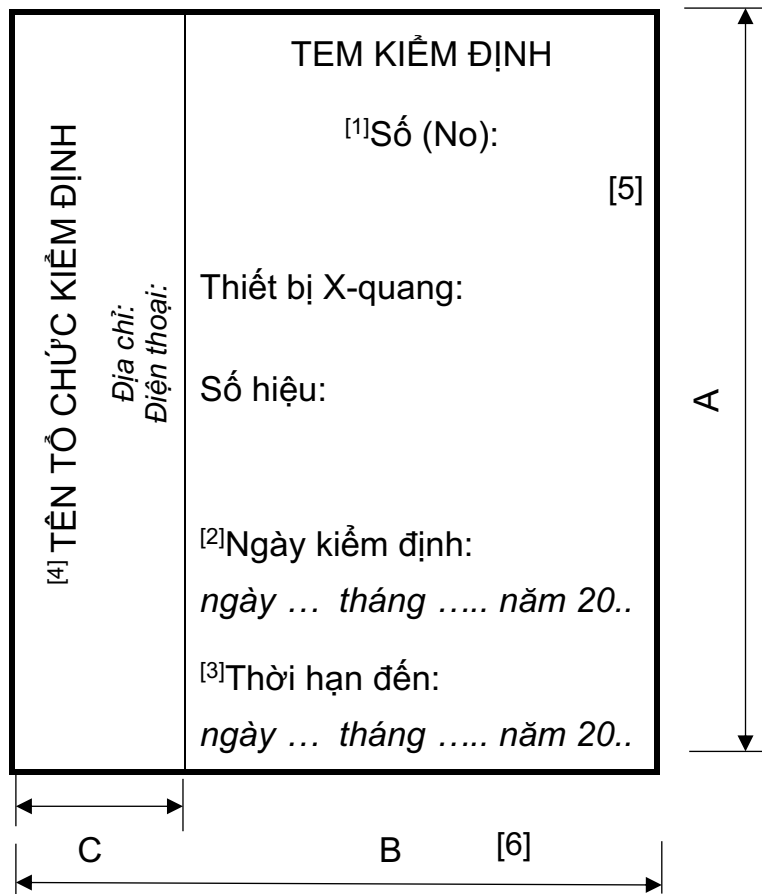 TEM KIỂM ĐỊNH
[1]Số (No):
[5]
Thiết bị X-quang:
Số hiệu:
[2]Ngày kiểm định:
ngày … tháng ….. năm 20..
[3]Thời hạn đến:
ngày … tháng ….. năm 20..
[4] TÊN TỔ CHỨC KIỂM ĐỊNH
Địa chỉ:
Điện thoại:
A
C B [6]